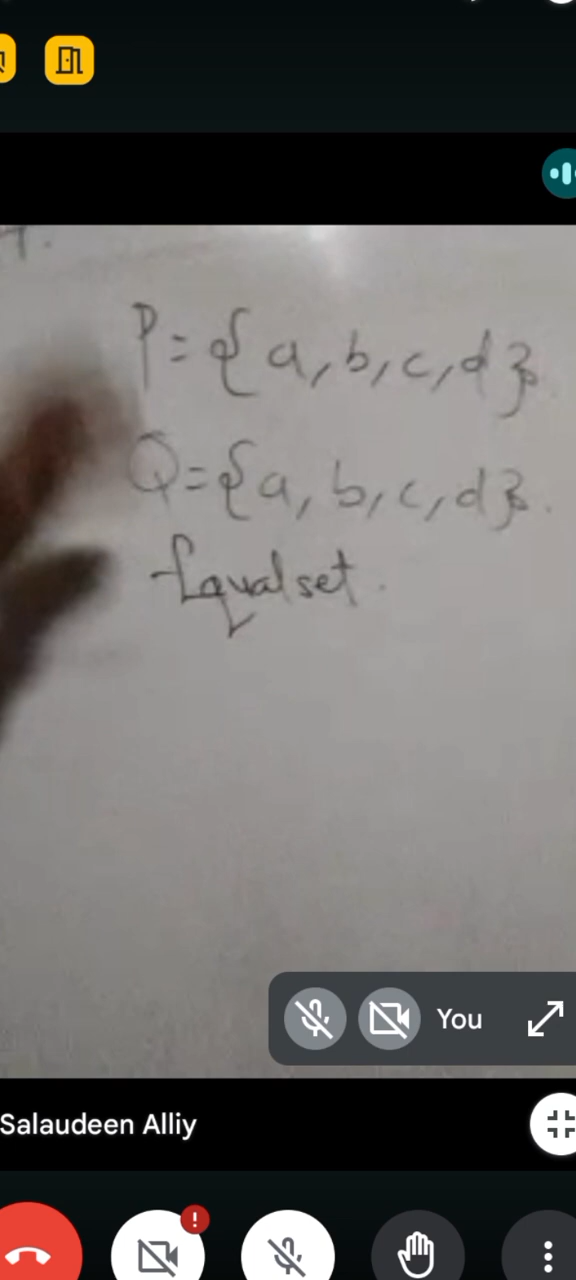 P={a,b,c,d}
Q={a,b,c,d}.
Equal set.
You
Salaudeen Alliy
!